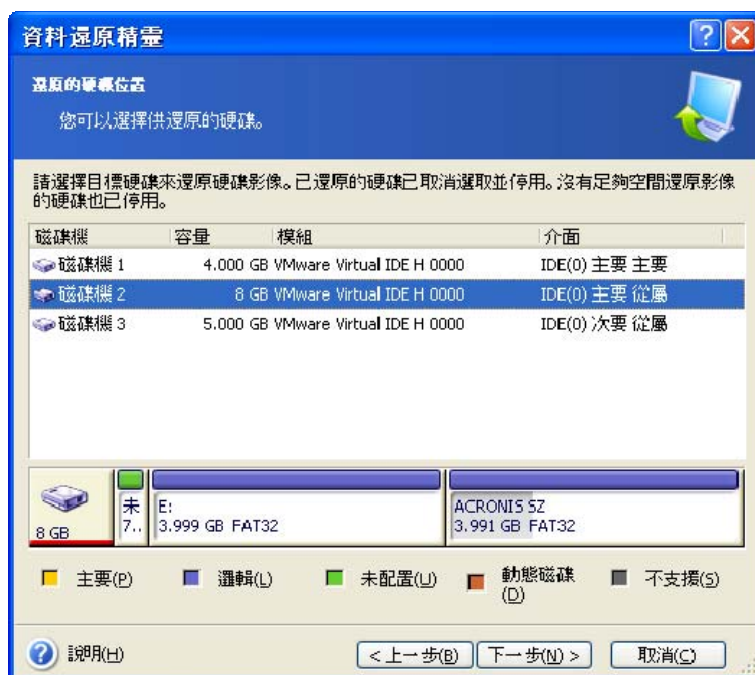 資料還原精靈
還原的硬碟位置
您可以選擇供還原的硬碟。
請選擇目標硬碟來還原硬碟影像。已還原的硬碟已取消選取並停用。沒有足夠空間還原影像
的硬碟也已停用。
磁碟機 容量 模組 介面
磁碟機 1 4.000 GB VMware Virtual IDE H 0000 IDE(0) 主要 主要
磁碟機 2 8 GB VMware Virtual IDE H 0000 IDE(0) 主要 從屬
磁碟機 3 5.000 GB VMware Virtual IDE H 0000 IDE(0) 次要 從屬
未 E: ACRONIS SZ
8 GB 7.. 3.999 GB FAT32 3.991 GB FAT32
主要(P) 邏輯(L) 未配置(U) 動態磁碟(D) 不支援(S)
說明(H) < 上一步(B) 下一步(N) > 取消(C)